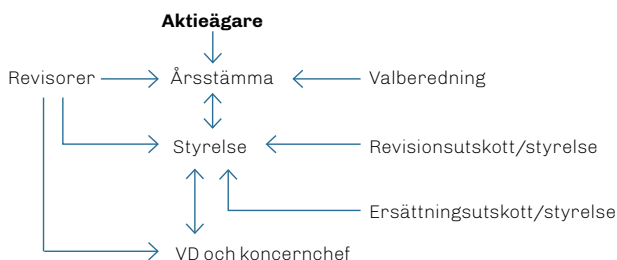 Aktieägare
Revisorer
Årsstämma
Valberedning
Styrelse
Revisionsutskott/styrelse
Ersättningsutskott/styrelse
VD och koncernchef